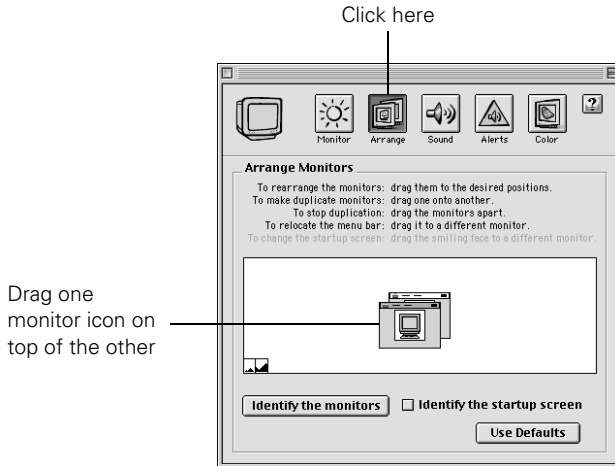 Click here
Monitor
Arrange
Sound
Alerts
Color
?
Arrange Monitors
To rearrange the monitors: drag them to the desired positions.
To make duplicate monitors: drag one onto another.
To stop duplication: drag the monitors apart.
To relocate the menu bar: drag it to a different monitor.
To change the startup screen: drag the smiling face to a different monitor.
Drag one
monitor icon on
top of the other
Identify the monitors
Identify the startup screen
Use Defaults